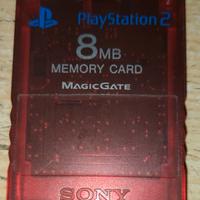 PlayStation 2
8MB
MEMORY CARD
MAGICGATE
SONY